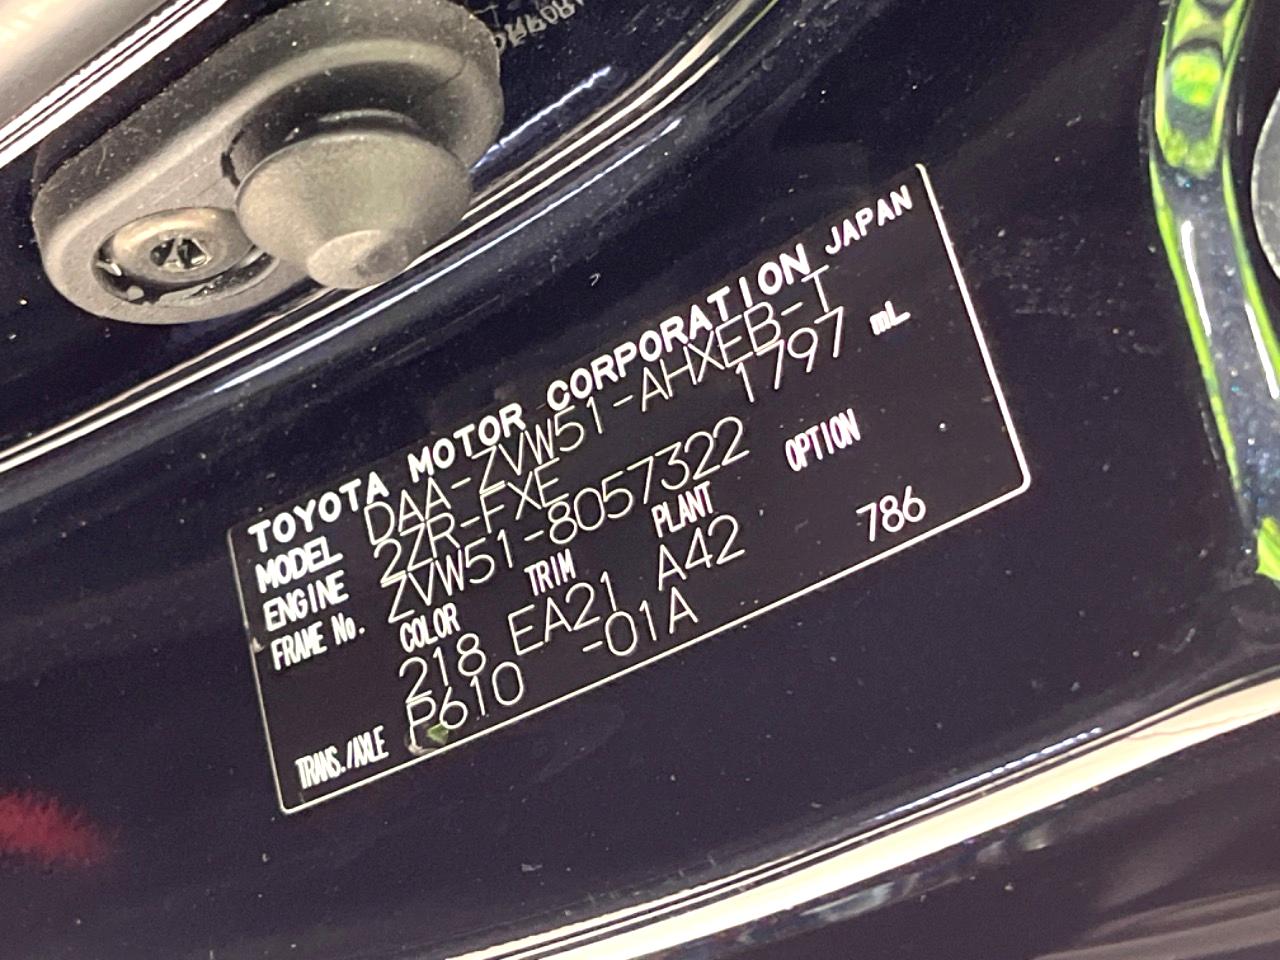 TOYOTA MOTOR CORPORATION JAPAN
MODEL DAA-ZVW51-AHXEB-T
ENGINE 2ZR-FXE 1797 mL
FRAME No. ZVW51-8057322
COLOR TRIM PLANT OPTION
218 EA21 A42 786
TRANS./AXLE P610 -01A